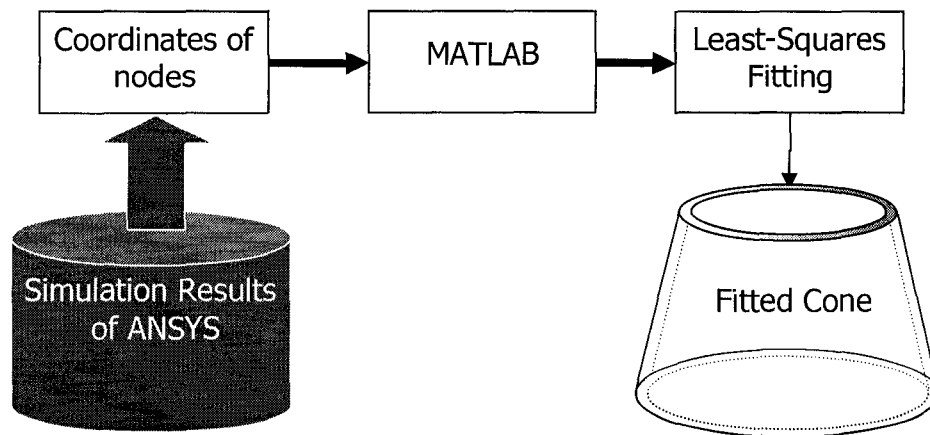 Coordinates of
nodes
MATLAB
Least-Squares
Fitting
Simulation Results
of ANSYS
Fitted Cone